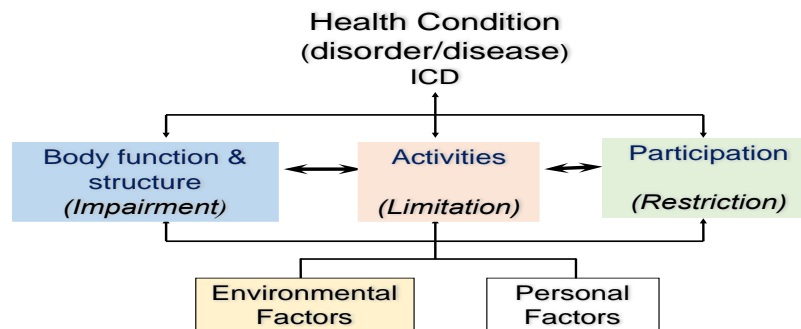 Health Condition
(disorder/disease)
ICD
Body function &
structure
(Impairment)
Activities
(Limitation)
Participation
(Restriction)
Environmental
Factors
Personal
Factors